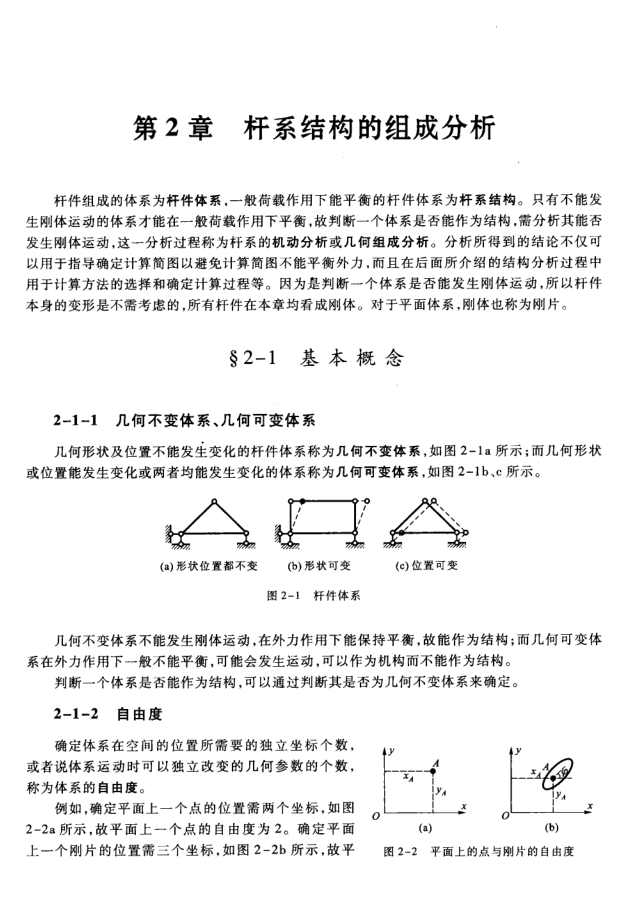 第2章 杆系结构的组成分析
杆件组成的体系为杆件体系,一般荷载作用下能平衡的杆件体系为杆系结构。只有不能发
生刚体运动的体系才能在一般荷载作用下平衡,故判断一个体系是否能作为结构,需分析其能否
发生刚体运动,这一分析过程称为杆系的机动分析或几何组成分析。分析所得到的结论不仅可
以用于指导确定计算简图以避免计算简图不能平衡外力,而且在后面所介绍的结构分析过程中
用于计算方法的选择和确定计算过程等。因为是判断一个体系是否能发生刚体运动,所以杆件
本身的变形是不需考虑的,所有杆件在本章均看成刚体。对于平面体系,刚体也称为刚片。
§2-1 基本概念
2-1-1 几何不变体系、几何可变体系
几何形状及位置不能发生变化的杆件体系称为几何不变体系,如图2-1a所示;而几何形状
或位置能发生变化或两者均能发生变化的体系称为几何可变体系,如图2-1b、c所示。
(a)形状位置都不变 (b)形状可变 (c)位置可变
图2-1 杆件体系
几何不变体系不能发生刚体运动,在外力作用下能保持平衡,故能作为结构;而几何可变体
系在外力作用下一般不能平衡,可能会发生运动,可以作为机构而不能作为结构。
判断一个体系是否能作为结构,可以通过判断其是否为几何不变体系来确定。
2-1-2 自由度
确定体系在空间的位置所需要的独立坐标个数,
或者说体系运动时可以独立改变的几何参数的个数,
称为体系的自由度。
例如,确定平面上一个点的位置需两个坐标,如图
2-2a所示,故平面上一个点的自由度为2。确定平面
上一个刚片的位置需三个坐标,如图2-2b所示,故平
y
A
x_A
y_A
x
O
(a)
y
A
x_A
φ
y_A
x
O
(b)
图2-2 平面上的点与刚片的自由度